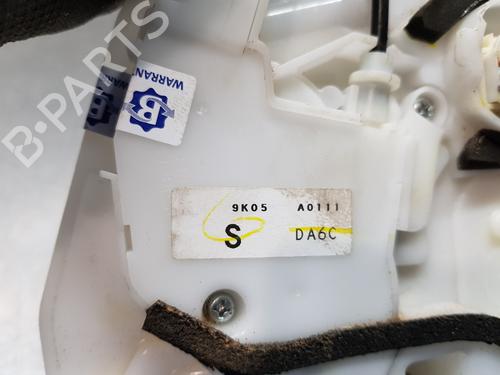 B-PARTS
WARRAN
B
9K05 A0111
S DA6C